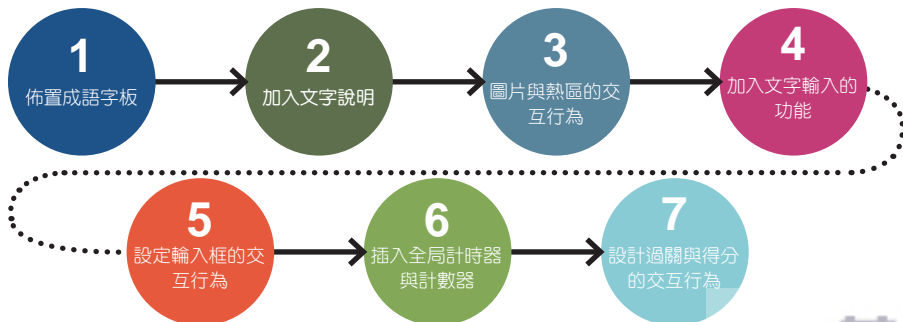 1
佈置成語字板
2
加入文字說明
3
圖片與熱區的交
互行為
4
加入文字輸入的
功能
5
設定輸入框的交
互行為
6
插入全局計時器
與計數器
7
設計過關與得分
的交互行為